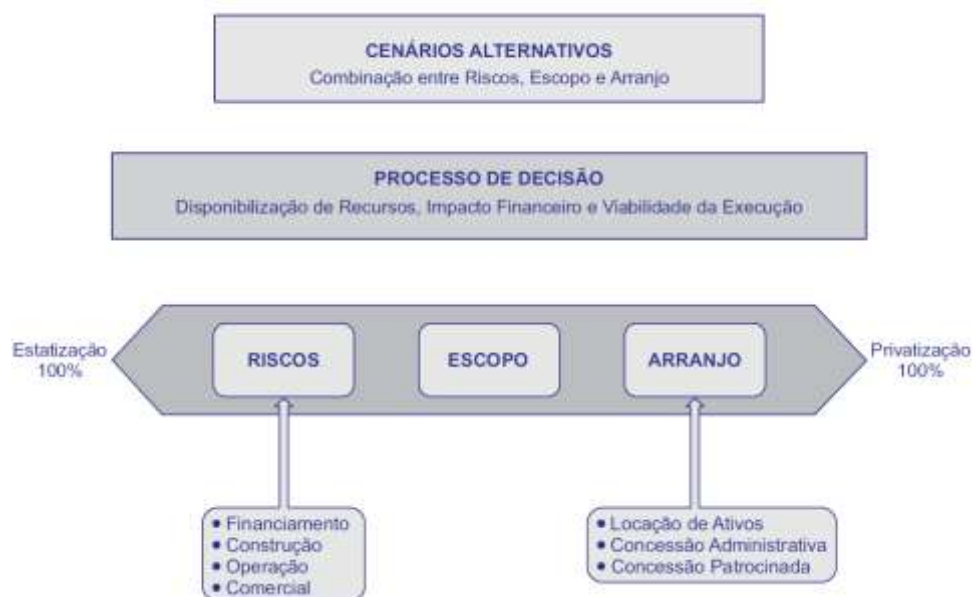 CENÁRIOS ALTERNATIVOS
Combinação entre Riscos, Escopo e Arranjo
PROCESSO DE DECISÃO
Disponibilização de Recursos, Impacto Financeiro e Viabilidade da Execução
Estatização
100%
RISCOS
ESCOPO
ARRANJO
Privatização
100%
• Financiamento
• Construção
• Operação
• Comercial
• Locação de Ativos
• Concessão Administrativa
• Concessão Patrocinada